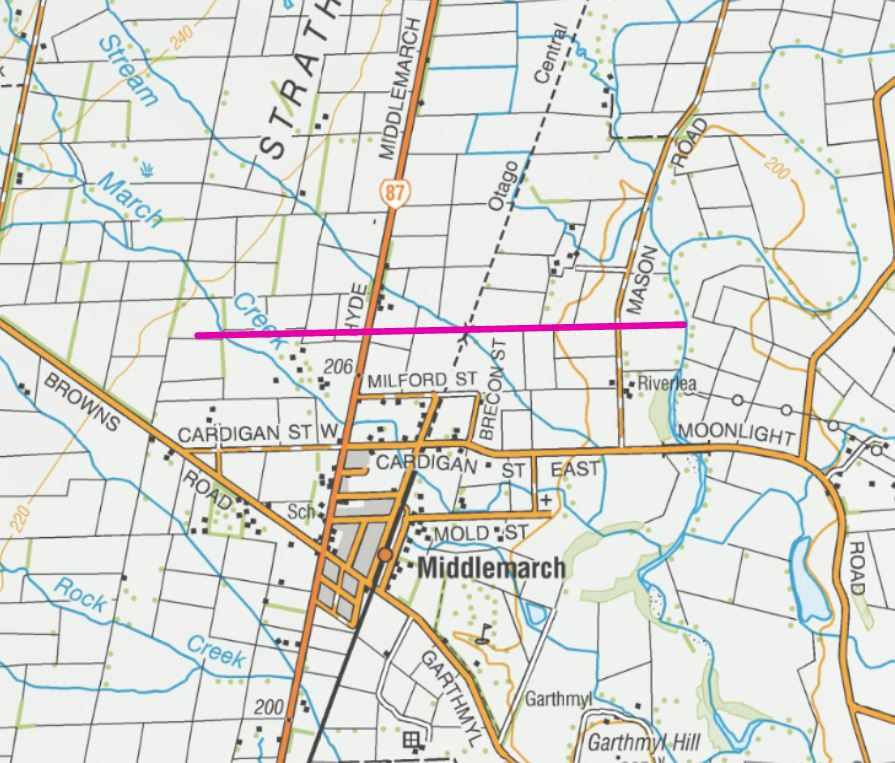 240
Stream
STRATH
MIDDLEMARCH
Central
ROAD
200
March
87
Otago
MASON
HYDE
Creek
206
MILFORD ST
BRECON ST
Riverlea
BROWNS
CARDIGAN ST W
MOONLIGHT
CARDIGAN
ST
EAST
ROAD
220
Sch
MOLD ST
Middlemarch
ROAD
Rock
Creek
GARTHMYL
200
Garthmyl
Garthmyl Hill